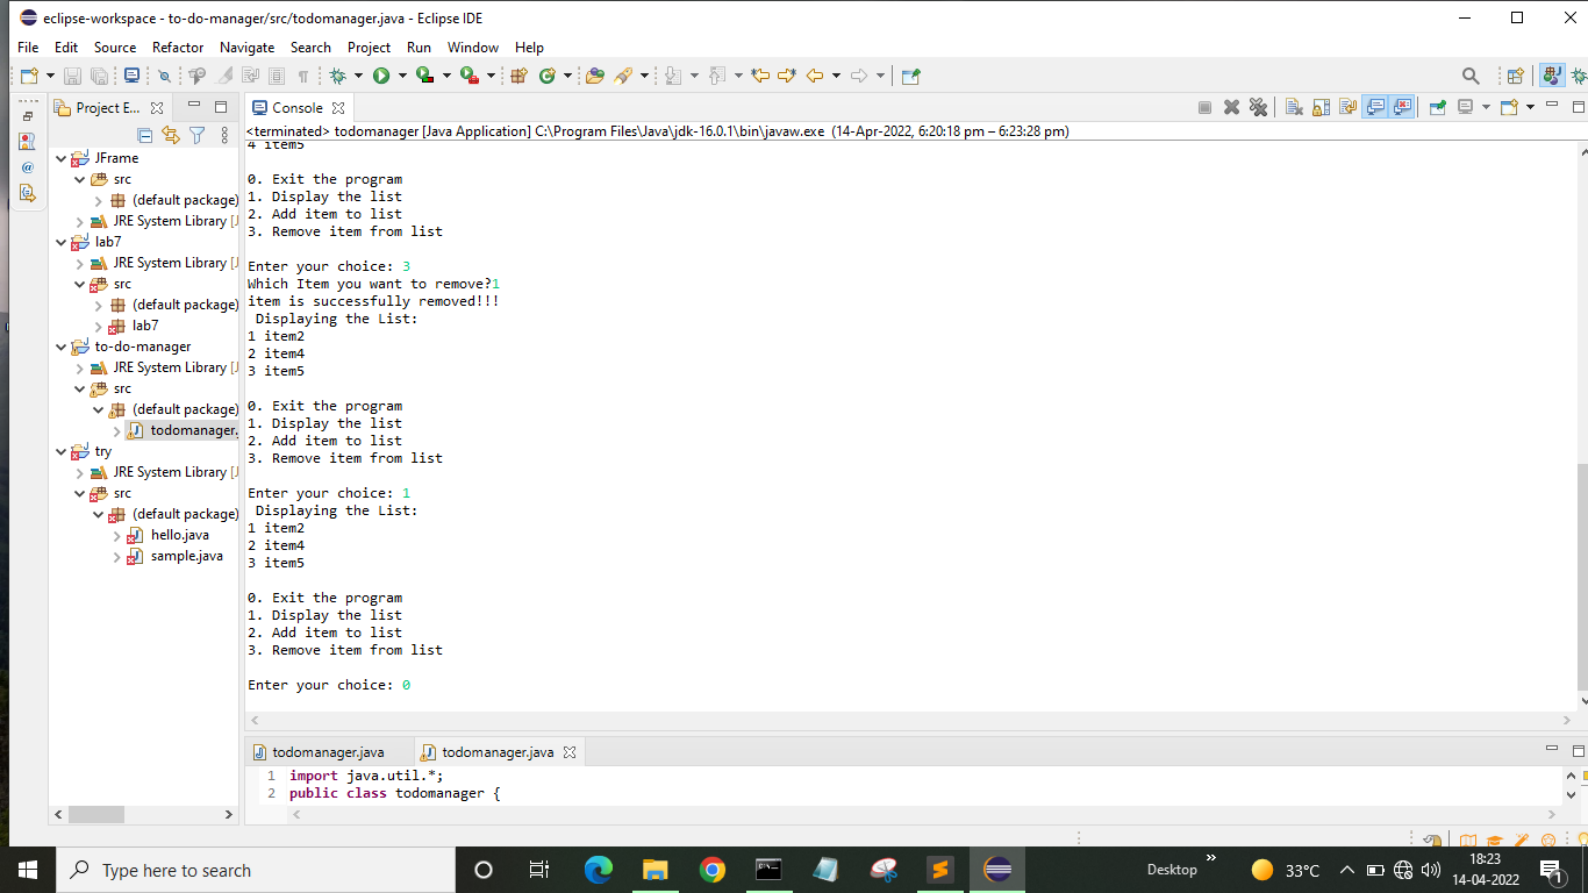 eclipse-workspace - to-do-manager/src/todomanager.java - Eclipse IDE
File Edit Source Refactor Navigate Search Project Run Window Help
Project E...
JFrame
src
(default package)
JRE System Library [J
lab7
JRE System Library [J
src
(default package)
lab7
to-do-manager
JRE System Library [J
src
(default package)
todomanager.
try
JRE System Library [J
src
(default package)
hello.java
sample.java
Console
<terminated> todomanager [Java Application] C:\Program Files\Java\jdk-16.0.1\bin\javaw.exe (14-Apr-2022, 6:20:18 pm – 6:23:28 pm)
4 item5
0. Exit the program
1. Display the list
2. Add item to list
3. Remove item from list
Enter your choice: 3
Which Item you want to remove?1
item is successfully removed!!!
Displaying the List:
1 item2
2 item4
3 item5
0. Exit the program
1. Display the list
2. Add item to list
3. Remove item from list
Enter your choice: 1
Displaying the List:
1 item2
2 item4
3 item5
0. Exit the program
1. Display the list
2. Add item to list
3. Remove item from list
Enter your choice: 0
todomanager.java todomanager.java
1 import java.util.*;
2 public class todomanager {
Type here to search
Desktop
33°C
18:23
14-04-2022
1